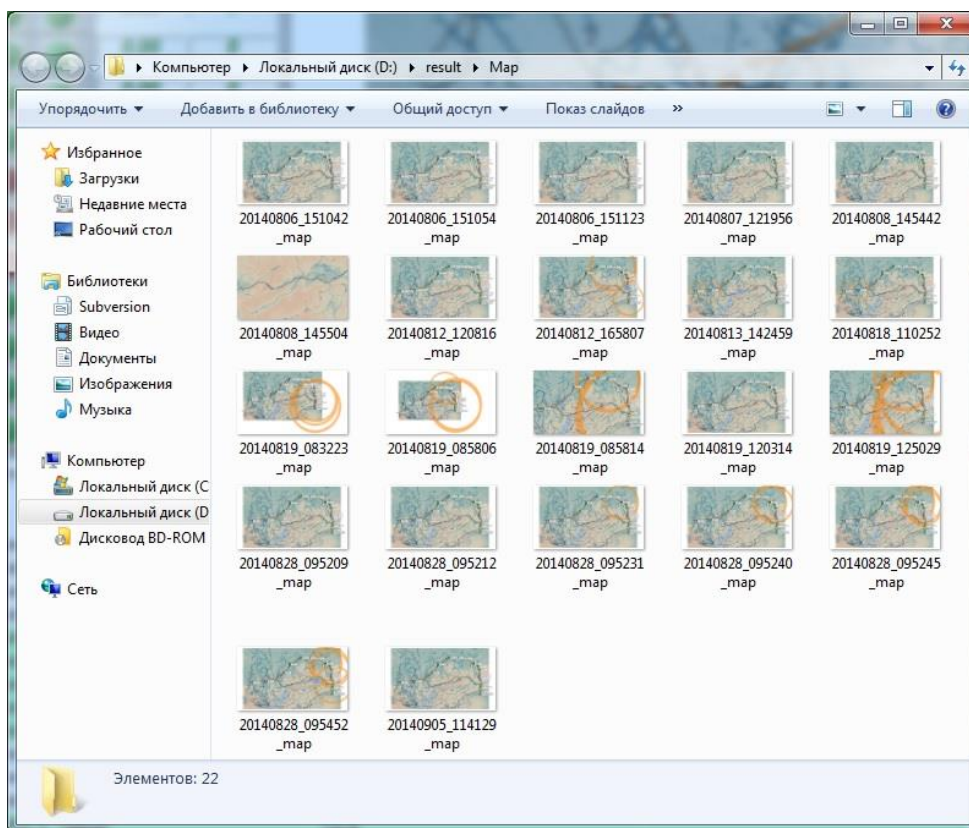 Компьютер Локальный диск (D:) result Map
Упорядочить Добавить в библиотеку Общий доступ Показ слайдов »
Избранное
Загрузки
Недавние места
Рабочий стол
Библиотеки
Subversion
Видео
Документы
Изображения
Музыка
Компьютер
Локальный диск (C
Локальный диск (D
Дисковод BD-ROM
Сеть
20140806_151042 20140806_151054 20140806_151123 20140807_121956 20140808_145442
_map _map _map _map _map
20140808_145504 20140812_120816 20140812_165807 20140813_142459 20140818_110252
_map _map _map _map _map
20140819_083223 20140819_085806 20140819_085814 20140819_120314 20140819_125029
_map _map _map _map _map
20140828_095209 20140828_095212 20140828_095231 20140828_095240 20140828_095245
_map _map _map _map _map
20140828_095452 20140905_114129
_map _map
Элементов: 22